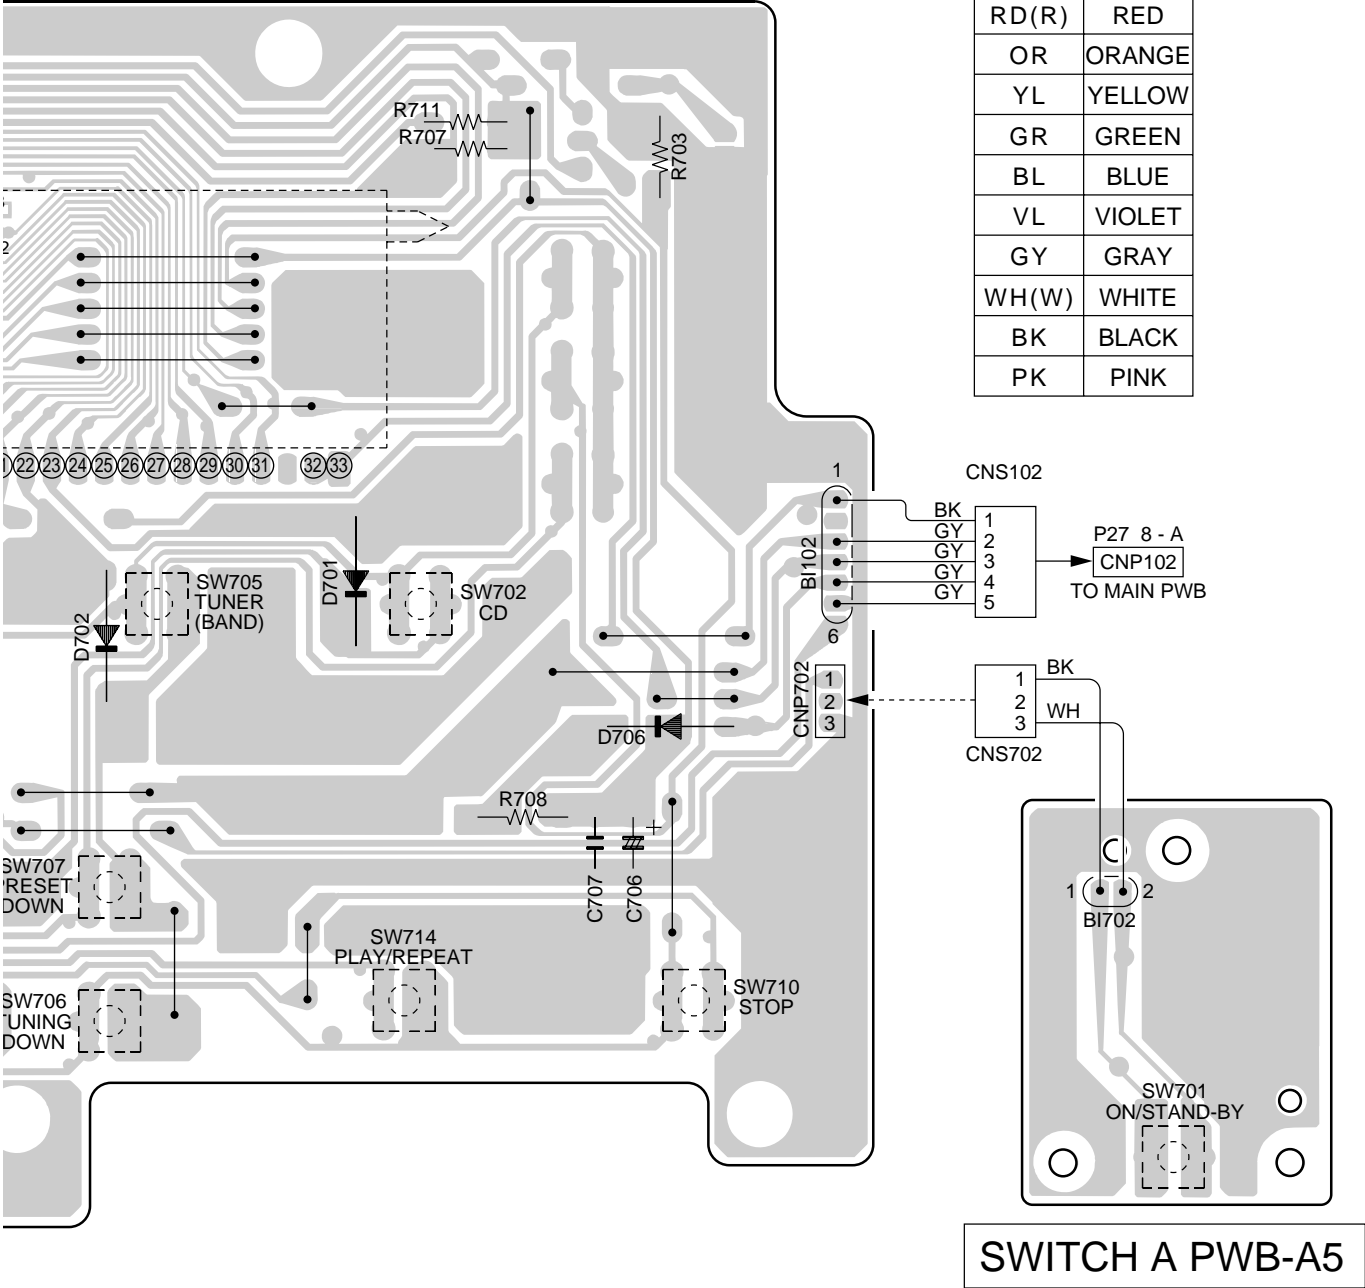 RD(R) RED
OR ORANGE
YL YELLOW
GR GREEN
BL BLUE
VL VIOLET
GY GRAY
WH(W) WHITE
BK BLACK
PK PINK
R711
R707
R703
22 23 24 25 26 27 28 29 30 31 32 33
1
BI102
6
CNS102
BK 1
GY 2
GY 3
GY 4
GY 5
P27 8 - A
CNP102
TO MAIN PWB
D702
SW705
TUNER
(BAND)
D701
SW702
CD
D706
CNP702
1
2
3
1 BK
2
3 WH
CNS702
R708
C707
C706
+
SW707
PRESET
DOWN
SW714
PLAY/REPEAT
SW706
TUNING
DOWN
SW710
STOP
1 2
BI702
SW701
ON/STAND-BY
SWITCH A PWB-A5